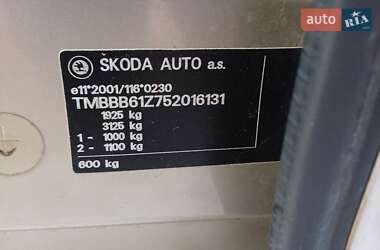 auto RIA
ŠKODA AUTO a.s.
e11*2001/116*0230
TMBBB61Z752016131
1925 kg
3125 kg
1 - 1000 kg
2 - 1100 kg
600 kg